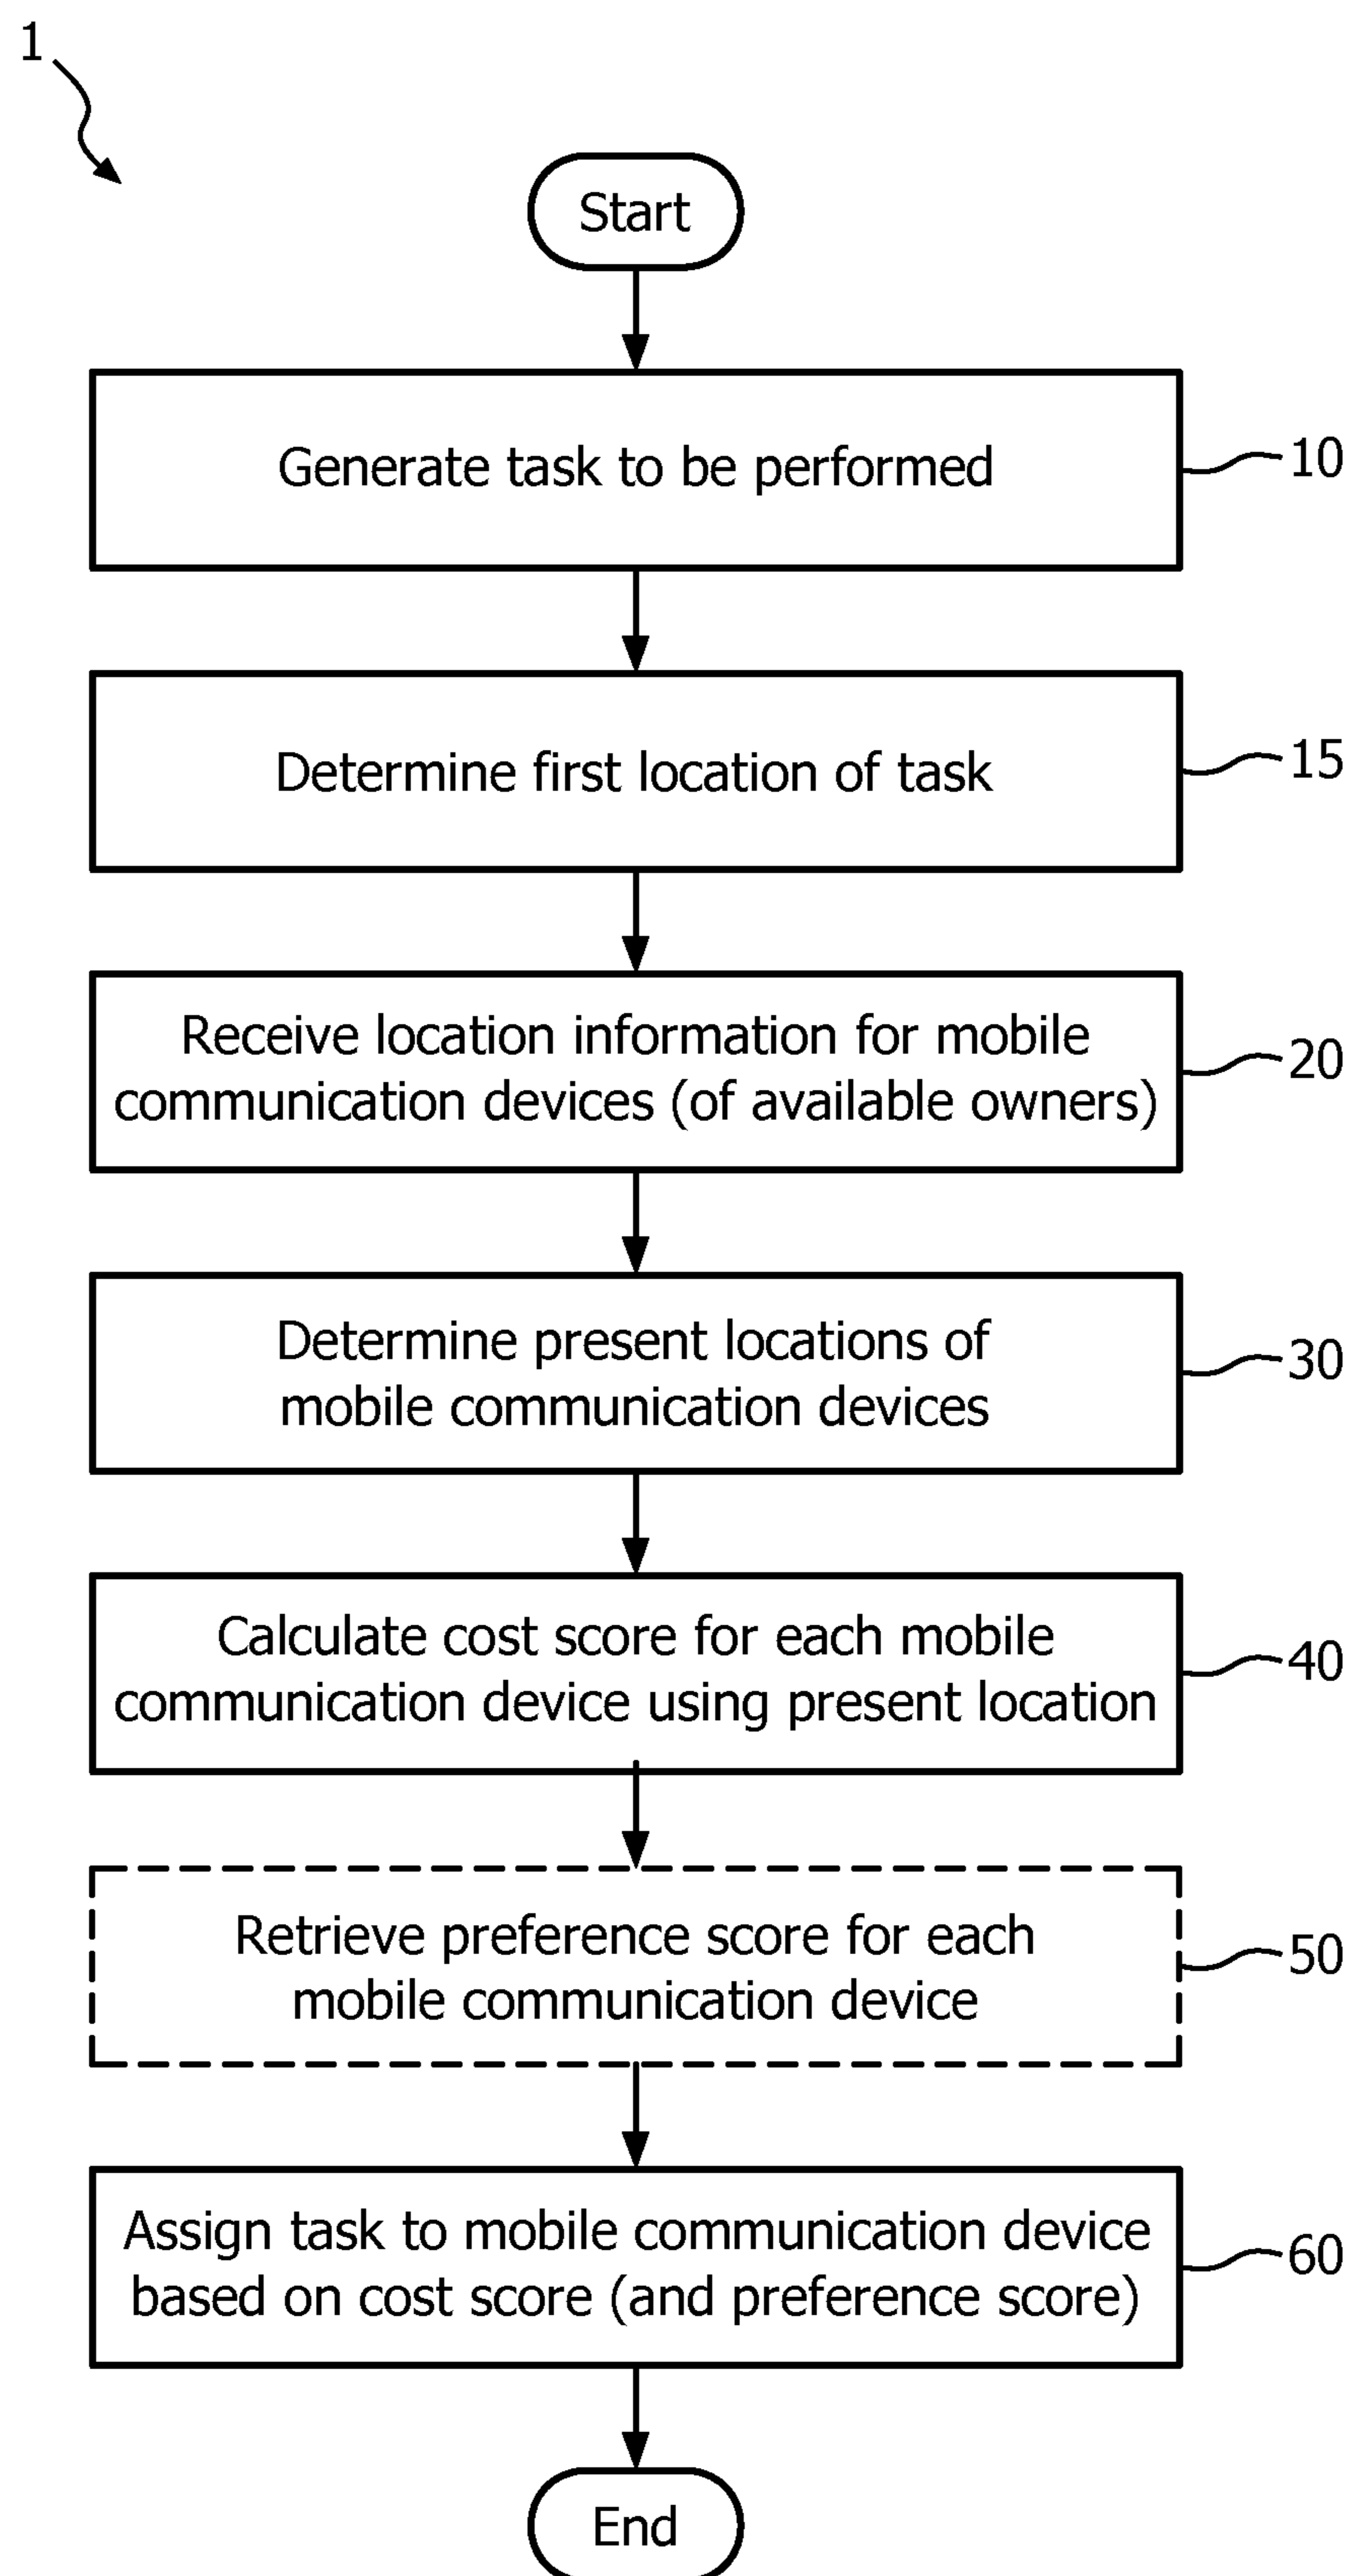 1
Start
Generate task to be performed
10
Determine first location of task
15
Receive location information for mobile
communication devices (of available owners)
20
Determine present locations of
mobile communication devices
30
Calculate cost score for each mobile
communication device using present location
40
Retrieve preference score for each
mobile communication device
50
Assign task to mobile communication device
based on cost score (and preference score)
60
End